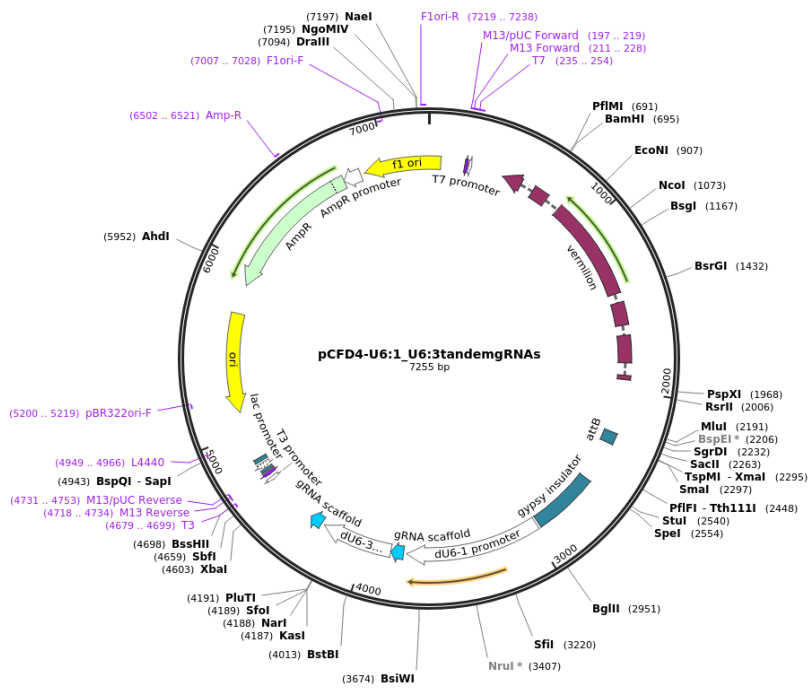 (7197) NaeI
(7195) NgoMIV
(7094) DraIII
(7007 .. 7028) F1ori-F
(6502 .. 6521) Amp-R
(5952) AhdI
(5200 .. 5219) pBR322ori-F
(4949 .. 4966) L4440
(4943) BspQI - SapI
(4731 .. 4753) M13/pUC Reverse
(4718 .. 4734) M13 Reverse
(4679 .. 4699) T3
(4698) BssHII
(4659) SbfI
(4603) XbaI
(4191) PluTI
(4189) SfoI
(4188) NarI
(4187) KasI
(4013) BstBI
(3674) BsiWI
F1ori-R (7219 .. 7238)
M13/pUC Forward (197 .. 219)
M13 Forward (211 .. 228)
T7 (235 .. 254)
PflMI (691)
BamHI (695)
EcoNI (907)
NcoI (1073)
BsgI (1167)
BsrGI (1432)
PspXI (1968)
RsrII (2006)
MluI (2191)
BspEI * (2206)
SgrDI (2232)
SacII (2263)
TspMI - XmaI (2295)
SmaI (2297)
PflFI - Tth111I (2448)
StuI (2540)
SpeI (2554)
BglII (2951)
SfiI (3220)
NruI * (3407)
1000
2000
3000
4000
5000
6000
7000
f1 ori
T7 promoter
AmpR promoter
AmpR
vermilion
ori
pCFD4-U6:1_U6:3tandemgRNAs
7255 bp
attB
gypsy insulator
lac promoter
T3 promoter
gRNA scaffold
gRNA scaffold
dU6-3...
dU6-1 promoter